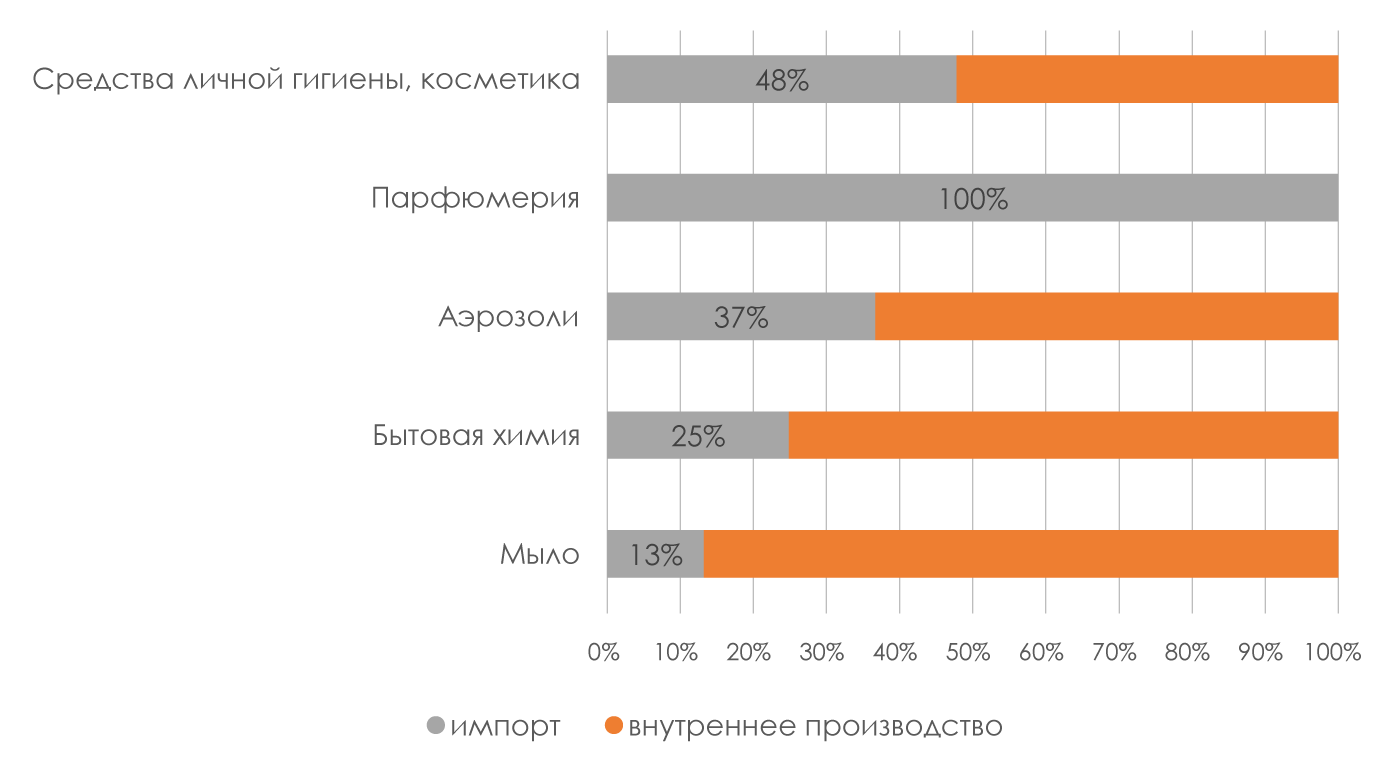 Средства личной гигиены, косметика
48%
Парфюмерия
100%
Аэрозоли
37%
Бытовая химия
25%
Мыло
13%
0% 10% 20% 30% 40% 50% 60% 70% 80% 90% 100%
импорт внутреннее производство